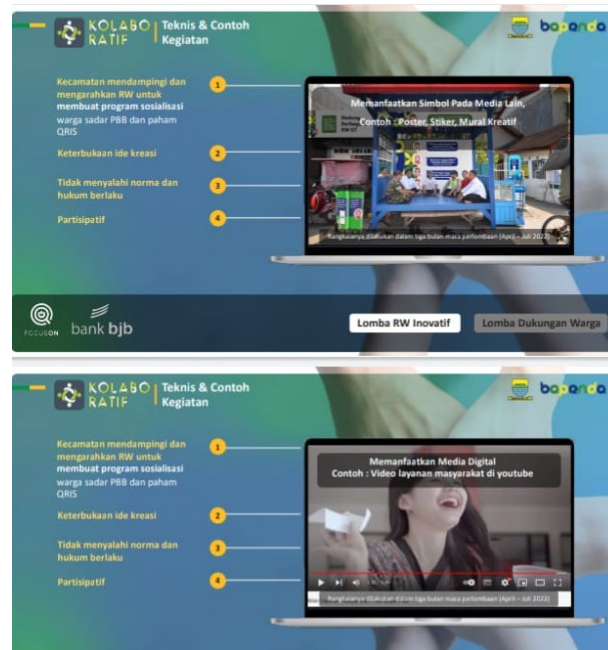 KOLABO
RATIF
Teknis & Contoh
Kegiatan
bapenda
Kecamatan mendampingi dan
mengarahkan RW untuk
membuat program sosialisasi
warga sadar PBB dan paham
QRIS
1
Keterbukaan ide kreasi
2
Tidak menyalahi norma dan
hukum berlaku
3
Partisipatif
4
Memanfaatkan Simbol Pada Media Lain,
Contoh : Poster, Stiker, Mural Kreatif
Rangkaianya dilakukan dalam tiga bulan masa perlombaan (April – Juli 2022)
FOCUSON
bank bjb
Lomba RW Inovatif
Lomba Dukungan Warga
KOLABO
RATIF
Teknis & Contoh
Kegiatan
bapenda
Kecamatan mendampingi dan
mengarahkan RW untuk
membuat program sosialisasi
warga sadar PBB dan paham
QRIS
1
Keterbukaan ide kreasi
2
Tidak menyalahi norma dan
hukum berlaku
3
Partisipatif
4
Memanfaatkan Media Digital
Contoh : Video layanan masyarakat di youtube
Rangkaianya dilakukan dalam tiga bulan masa perlombaan (April – Juli 2022)